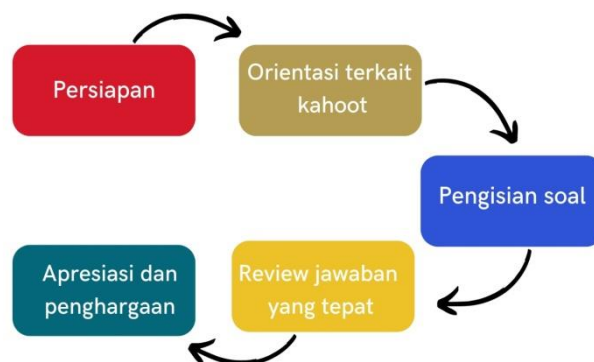 Persiapan
Orientasi terkait
kahoot
Pengisian soal
Review jawaban
yang tepat
Apresiasi dan
penghargaan